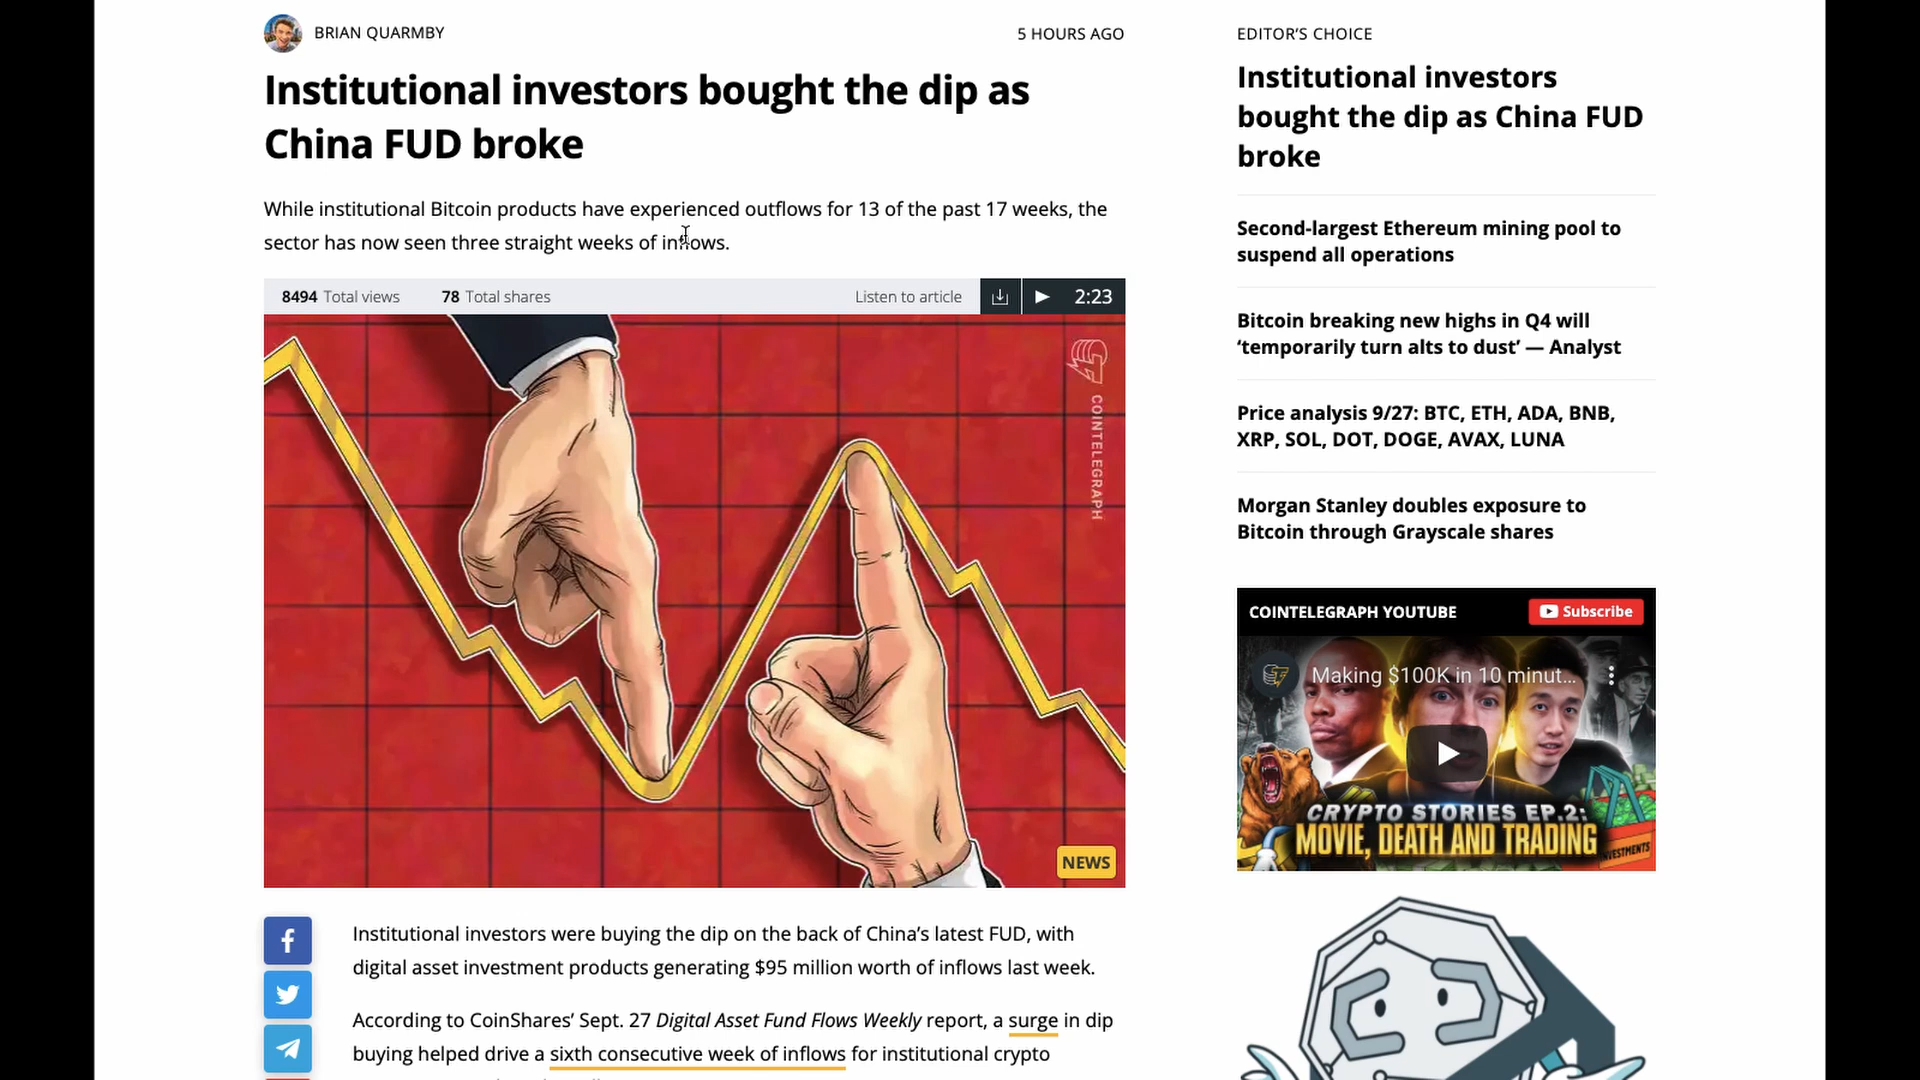 BRIAN QUARMBY
5 HOURS AGO
Institutional investors bought the dip as
China FUD broke
While institutional Bitcoin products have experienced outflows for 13 of the past 17 weeks, the
sector has now seen three straight weeks of inflows.
8494 Total views
78 Total shares
Listen to article
2:23
COINTELEGRAPH
NEWS
Institutional investors were buying the dip on the back of China’s latest FUD, with
digital asset investment products generating $95 million worth of inflows last week.
According to CoinShares’ Sept. 27 Digital Asset Fund Flows Weekly report, a surge in dip
buying helped drive a sixth consecutive week of inflows for institutional crypto
EDITOR’S CHOICE
Institutional investors
bought the dip as China FUD
broke
Second-largest Ethereum mining pool to
suspend all operations
Bitcoin breaking new highs in Q4 will
‘temporarily turn alts to dust’ — Analyst
Price analysis 9/27: BTC, ETH, ADA, BNB,
XRP, SOL, DOT, DOGE, AVAX, LUNA
Morgan Stanley doubles exposure to
Bitcoin through Grayscale shares
COINTELEGRAPH YOUTUBE
Subscribe
Making $100K in 10 minut...
CRYPTO STORIES EP.2:
MOVIE, DEATH AND TRADING